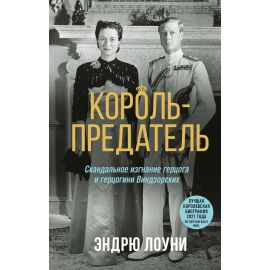 КОРОЛЬ-
ПРЕДАТЕЛЬ
Скандальное изгнание герцога
и герцогини Виндзорских
ЛУЧШАЯ
КОРОЛЕВСКАЯ
БИОГРАФИЯ
2021 ГОДА
ЭНДРЮ ЛОУНИ